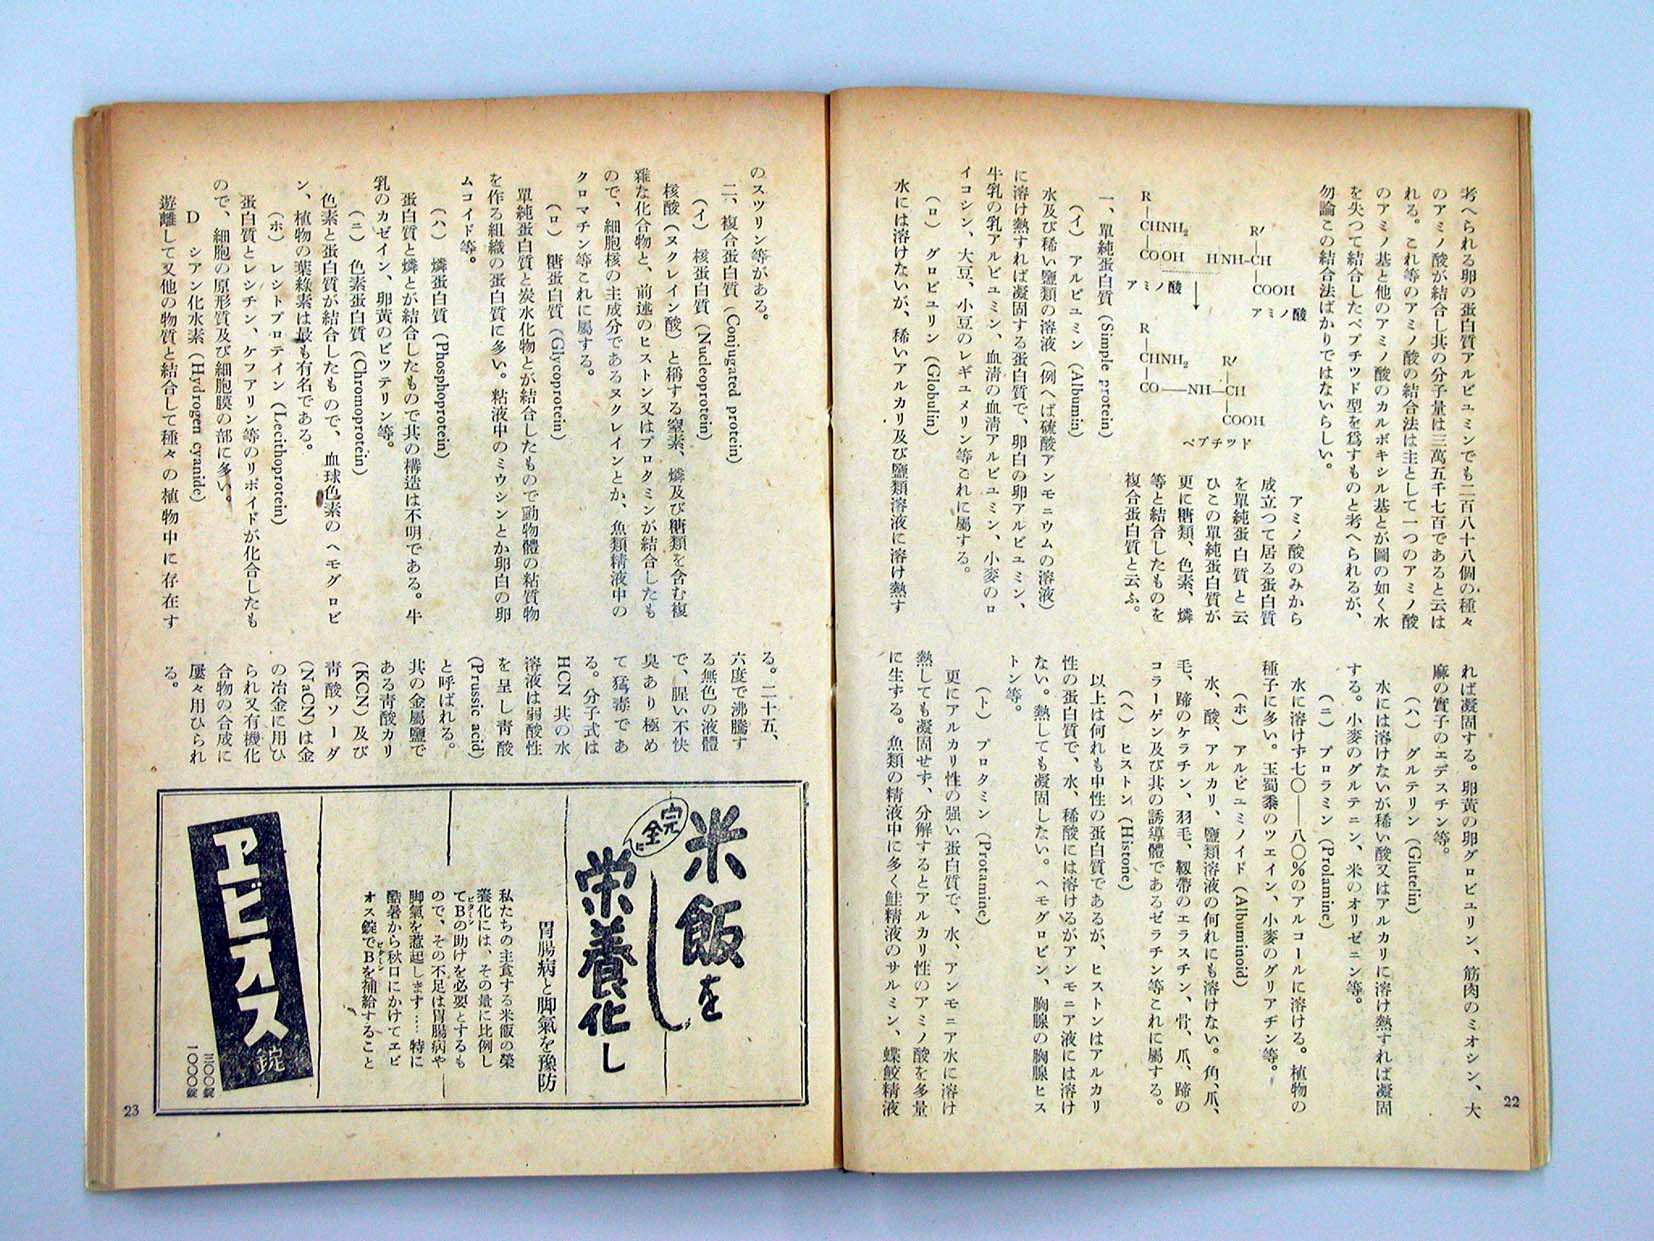 考へられる卵の蛋白質アルビュミンでも二百八十八個の種々
のアミノ酸が結合し其の分子量は三萬五千七百であると云は
れる。これ等のアミノ酸の結合法は主として一つのアミノ酸
のアミノ基と他のアミノ酸のカルボキシル基とが圖の如く水
を失つて結合したペプチツド型を爲すものと考へられるが、
勿論この結合法ばかりではないらしい。
R
CHNH₂
COOH
アミノ酸
R′
HNH—CH
COOH
アミノ酸
R
CHNH₂
CO—NH—CH
R′
COOH
ペプチツド
アミノ酸のみから
成立つて居る蛋白質
を單純蛋白質と云
ひこの單純蛋白質が
更に糖類、色素、燐
等と結合したものを
複合蛋白質と云ふ。
一、單純蛋白質 (Simple protein)
(イ) アルビュミン (Albumin)
水及び稀い鹽類の溶液 (例へば硫酸アンモニウムの溶液)
に溶け熱すれば凝固する蛋白質で、卵白の卵アルビュミン、
牛乳の乳アルビュミン、血清の血清アルビュミン、小麥のロ
イコシン、大豆、小豆のレギュメリン等これに屬する。
(ロ) グロビュリン (Globulin)
水には溶けないが、稀いアルカリ及び鹽類溶液に溶け熱す
れば凝固する。卵黄の卵グロビュリン、筋肉のミオシン、大
麻の實子のエデスチン等。
(ハ) グルテリン (Glutelin)
水には溶けないが稀い酸又はアルカリに溶け熱すれば凝固
する。小麥のグルテニン、米のオリゼニン等。
(ニ) プロラミン (Prolamine)
水に溶けず七〇——八〇%のアルコールに溶ける。植物の
種子に多い。玉蜀黍のツエイン、小麥のグリアヂン等。
(ホ) アルビュミノイド (Albuminoid)
水、酸、アルカリ、鹽類溶液の何れにも溶けない。角、爪、
毛、蹄のケラチン、羽毛、靱帶のエラスチン、骨、爪、蹄の
コラーゲン及び其の誘導體であるゼラチン等これに屬する。
(ヘ) ヒストン (Histone)
以上は何れも中性の蛋白質であるが、ヒストンはアルカリ
性の蛋白質で、水、稀酸には溶けるがアンモニア液には溶け
ない。熱しても凝固しない。ヘモグロビン、胸腺の胸腺ヒス
トン等。
(ト) プロタミン (Protamine)
更にアルカリ性の強い蛋白質で、水、アンモニア水に溶け
熱しても凝固せず、分解するとアルカリ性のアミノ酸を多量
に生する。魚類の精液中に多く鮭精液のサルミン、蝶鮫精液
22
のスツリン等がある。
二、複合蛋白質 (Conjugated protein)
(イ) 核蛋白質 (Nucleoprotein)
核酸 (ヌクレイン酸) と稱する窒素、燐及び糖類を含む複
雜な化合物と、前述のヒストン又はプロタミンが結合したも
ので、細胞核の主成分であるヌクレインとか、魚類精液中の
クロマチン等これに屬する。
(ロ) 糖蛋白質 (Glycoprotein)
單純蛋白質と炭水化物とが結合したもので動物體の粘質物
を作る組織の蛋白質に多い。粘液中のミウシンとか卵白の卵
ムコイド等。
(ハ) 燐蛋白質 (Phosphoprotein)
蛋白質と燐とが結合したもので其の構造は不明である。牛
乳のカゼイン、卵黄のビツテリン等。
(ニ) 色素蛋白質 (Chromoprotein)
色素と蛋白質が結合したもので、血球色素のヘモグロビ
ン、植物の葉綠素は最も有名である。
(ホ) レシトプロテイン (Lecithoprotein)
蛋白質とレシチン、ケフアリン等のリポイドが化合したも
ので、細胞の原形質及び細胞膜の部に多い。
D シアン化水素 (Hydrogen cyanide)
遊離して又他の物質と結合して種々の植物中に存在す
る。二十五、
六度で沸騰す
る無色の液體
で、腥い不快
臭あり極め
て猛毒であ
る。分子式は
HCN 其の水
溶液は弱酸性
を呈し靑酸
(Prussic acid)
と呼ばれる。
其の金屬鹽で
ある靑酸カリ
(KCN) 及び
靑酸ソーダ
(NaCN) は金
の冶金に用ひ
られ又有機化
合物の合成に
屢々用ひられ
る。
米飯を
完全に
栄養化し
胃腸病と脚氣を豫防
私たちの主食する米飯の榮
養化には、その量に比例し
てBの助けを必要とするも
ビタミン
ので、その不足は胃腸病や
脚氣を惹起します……特に
酷暑から秋口にかけてエビ
オス錠でBを補給すること
ビタミン
エビオス錠
三〇〇錠
一〇〇〇錠
23